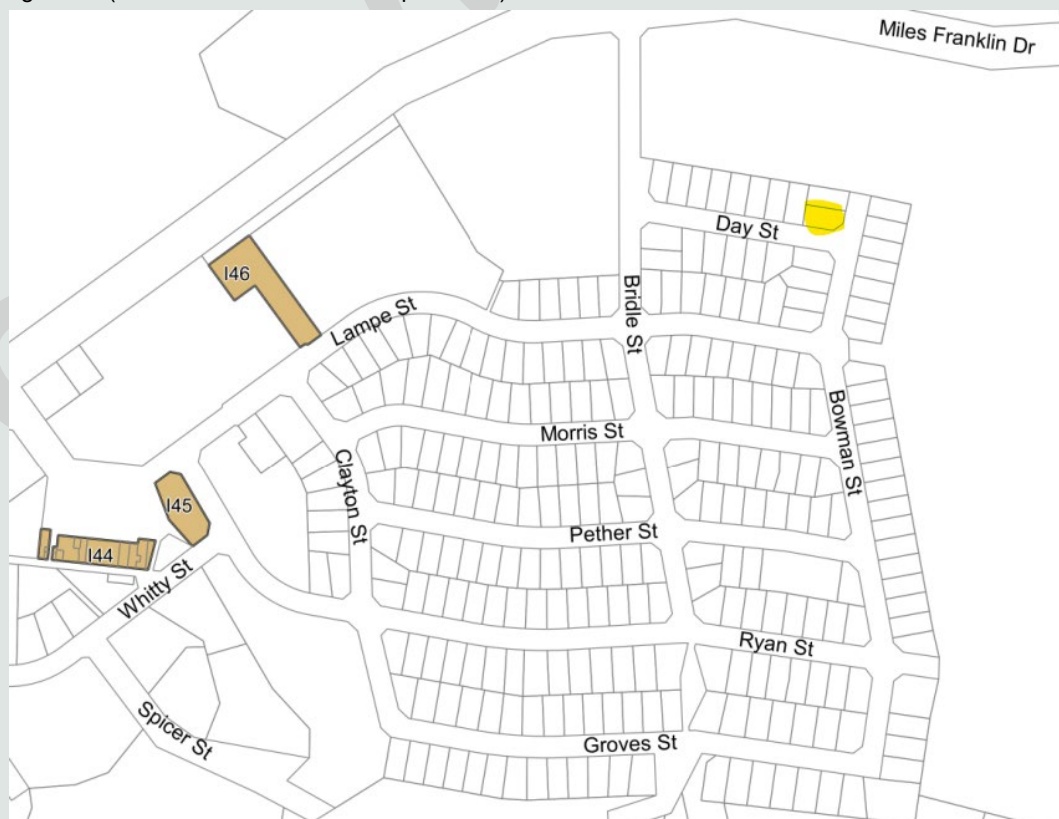 Miles Franklin Dr
Day St
I46
Bridle St
Lampe St
Bowman St
Morris St
Clayton St
I45
Pether St
I44
Whitty St
Ryan St
Spicer St
Groves St